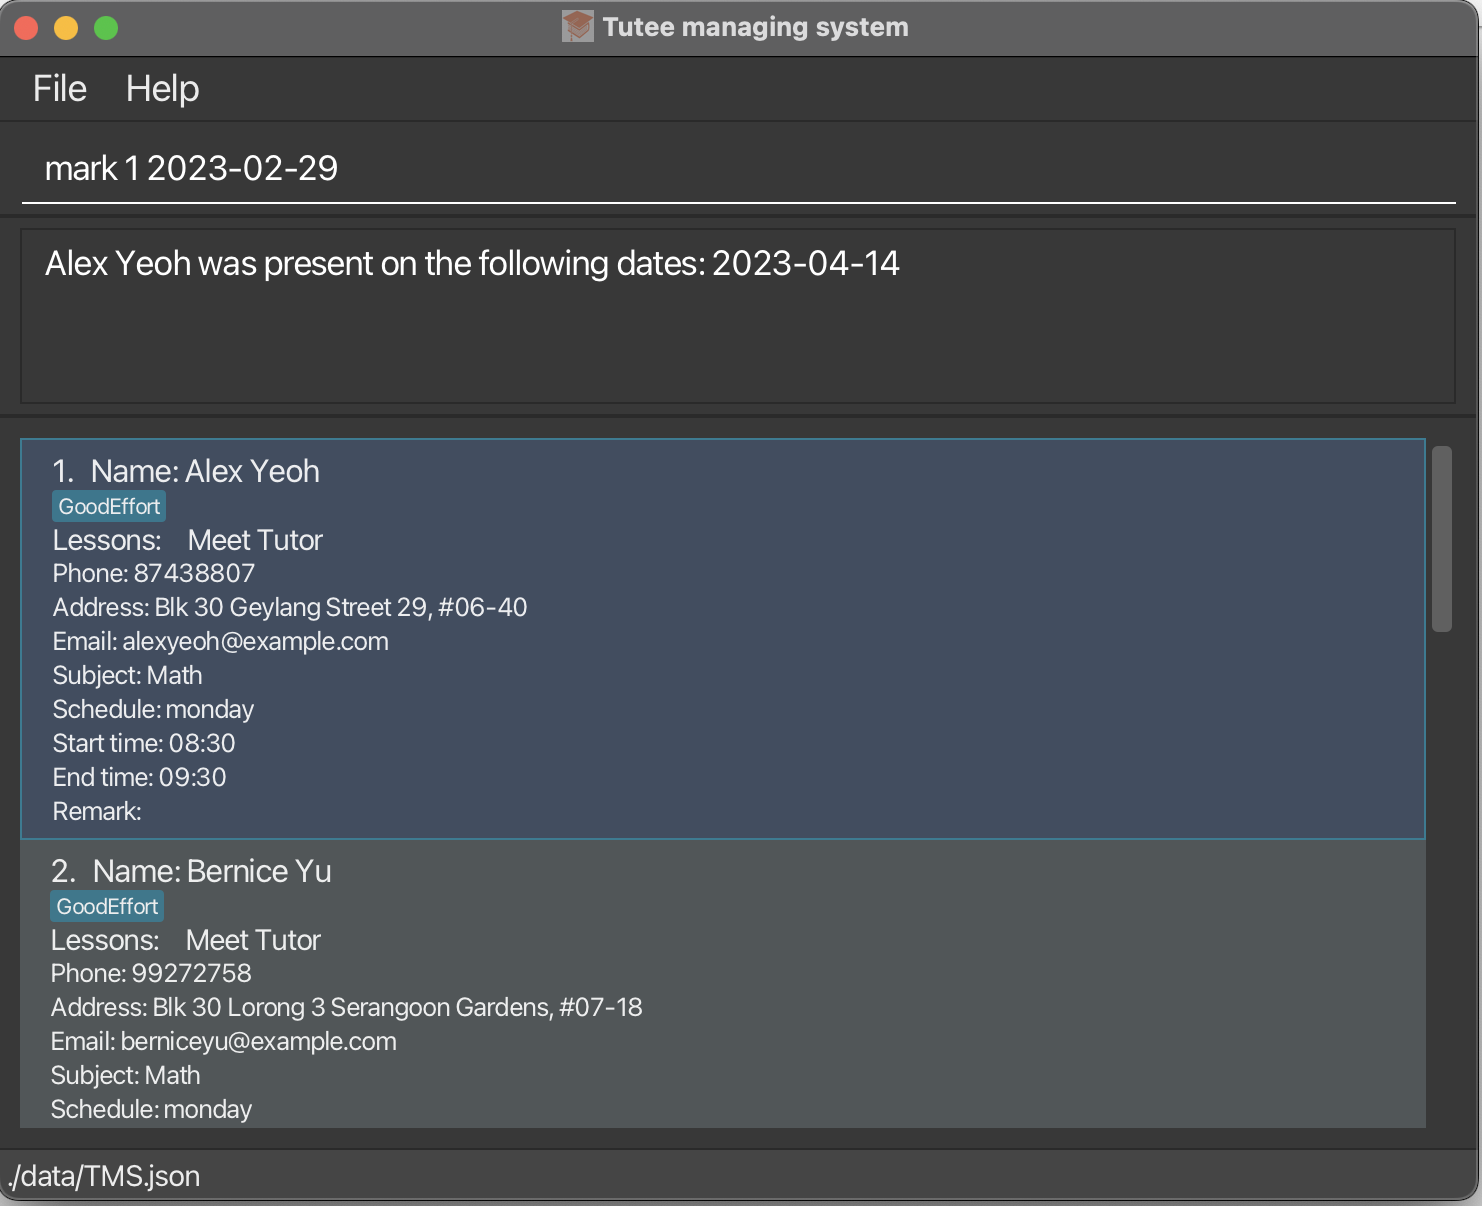 Tutee managing system
File Help
mark 1 2023-02-29
Alex Yeoh was present on the following dates: 2023-04-14
1. Name: Alex Yeoh
GoodEffort
Lessons: Meet Tutor
Phone: 87438807
Address: Blk 30 Geylang Street 29, #06-40
Email: alexyeoh@example.com
Subject: Math
Schedule: monday
Start time: 08:30
End time: 09:30
Remark:
2. Name: Bernice Yu
GoodEffort
Lessons: Meet Tutor
Phone: 99272758
Address: Blk 30 Lorong 3 Serangoon Gardens, #07-18
Email: berniceyu@example.com
Subject: Math
Schedule: monday
./data/TMS.json